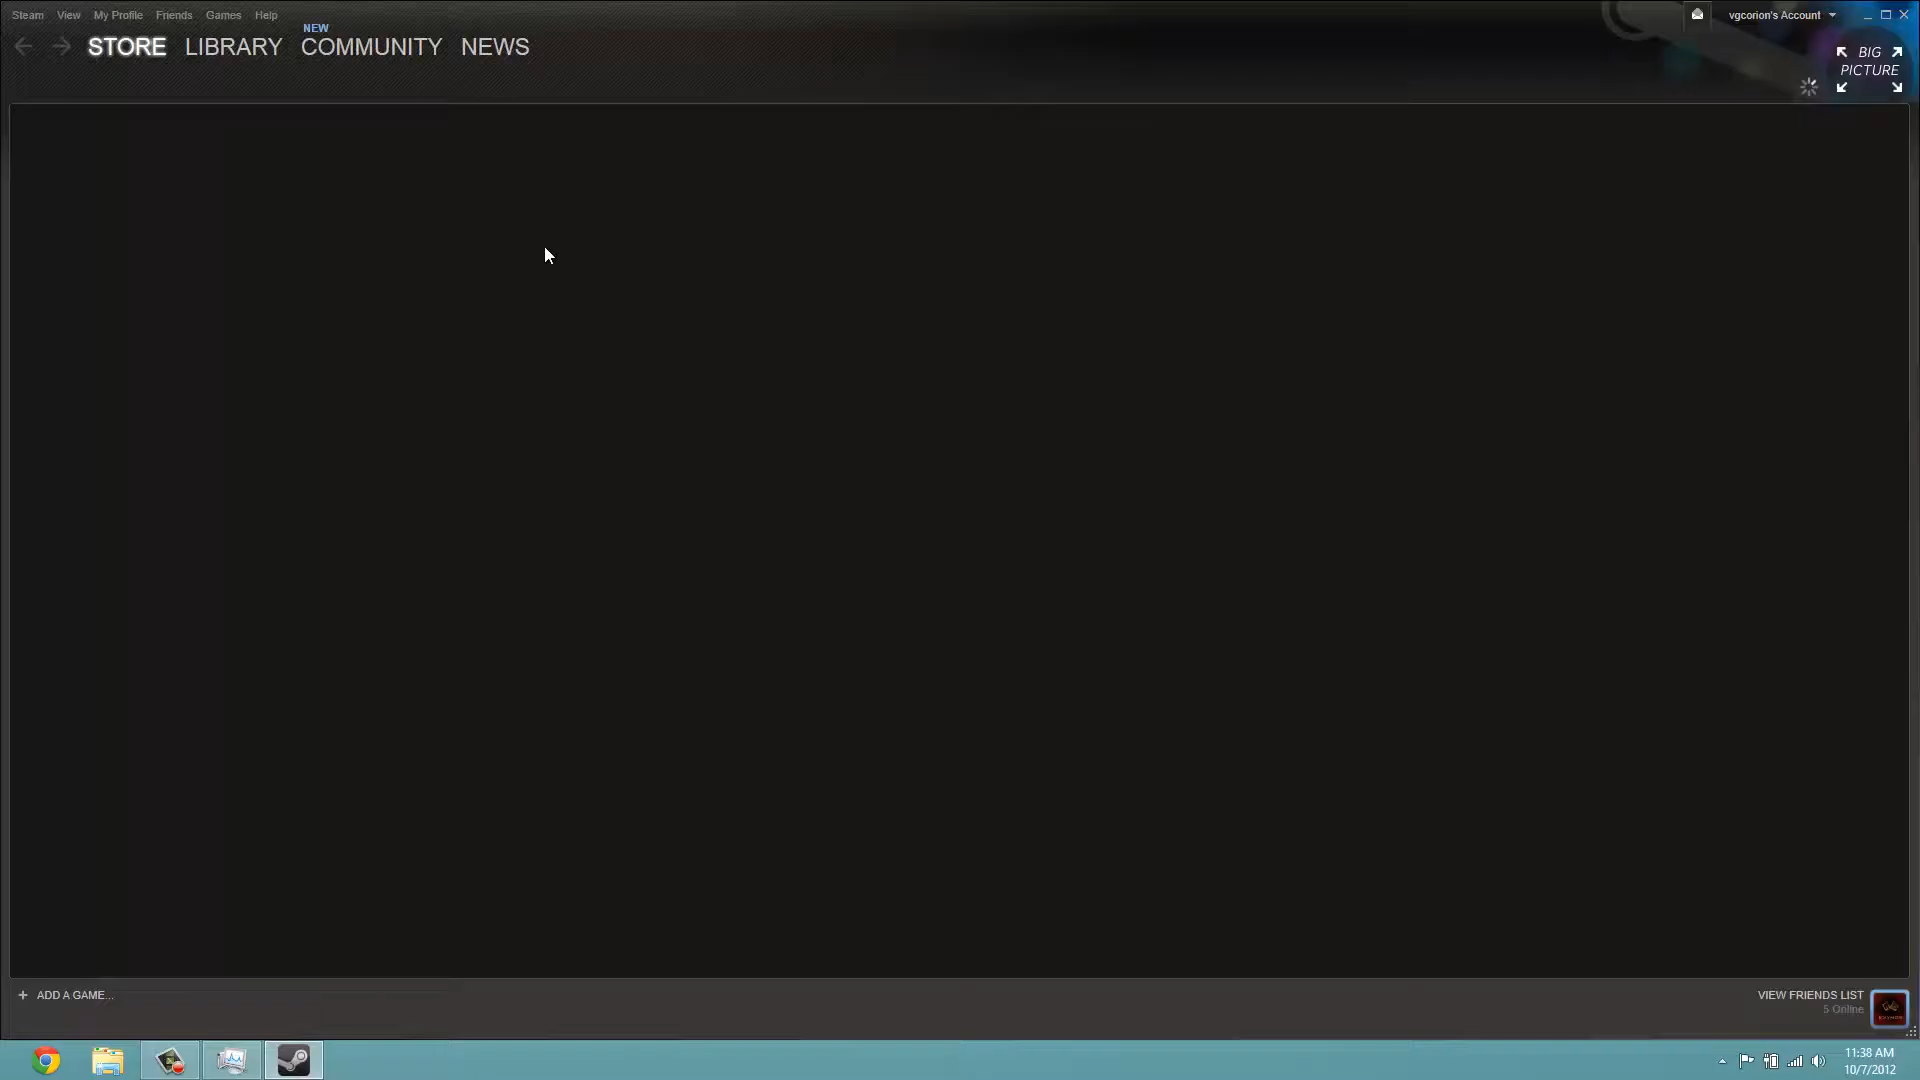 Steam View My Profile Friends Games Help
vgcorion's Account
NEW
STORE LIBRARY COMMUNITY NEWS
BIG
PICTURE
+ ADD A GAME...
VIEW FRIENDS LIST
5 Online
11:38 AM
10/7/2012